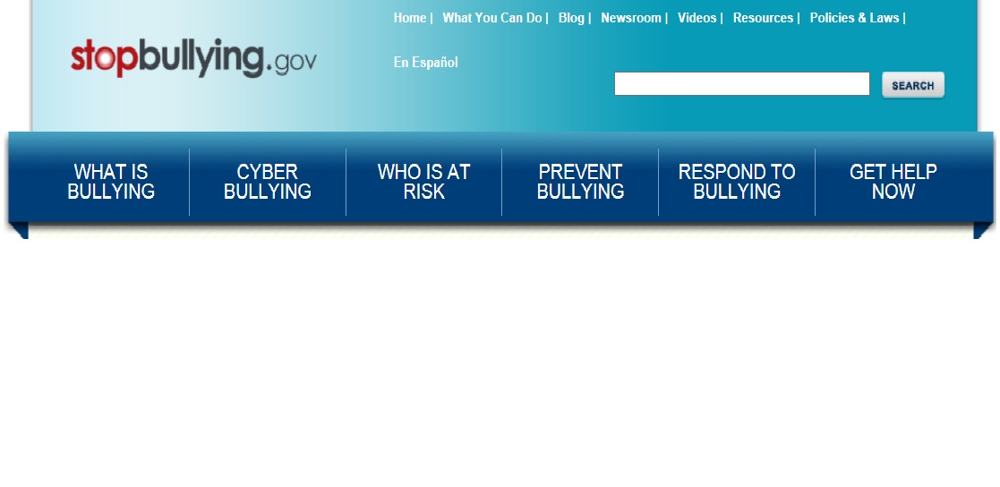 Home | What You Can Do | Blog | Newsroom | Videos | Resources | Policies & Laws |
stopbullying.gov
En Español
SEARCH
WHAT IS BULLYING
CYBER BULLYING
WHO IS AT RISK
PREVENT BULLYING
RESPOND TO BULLYING
GET HELP NOW